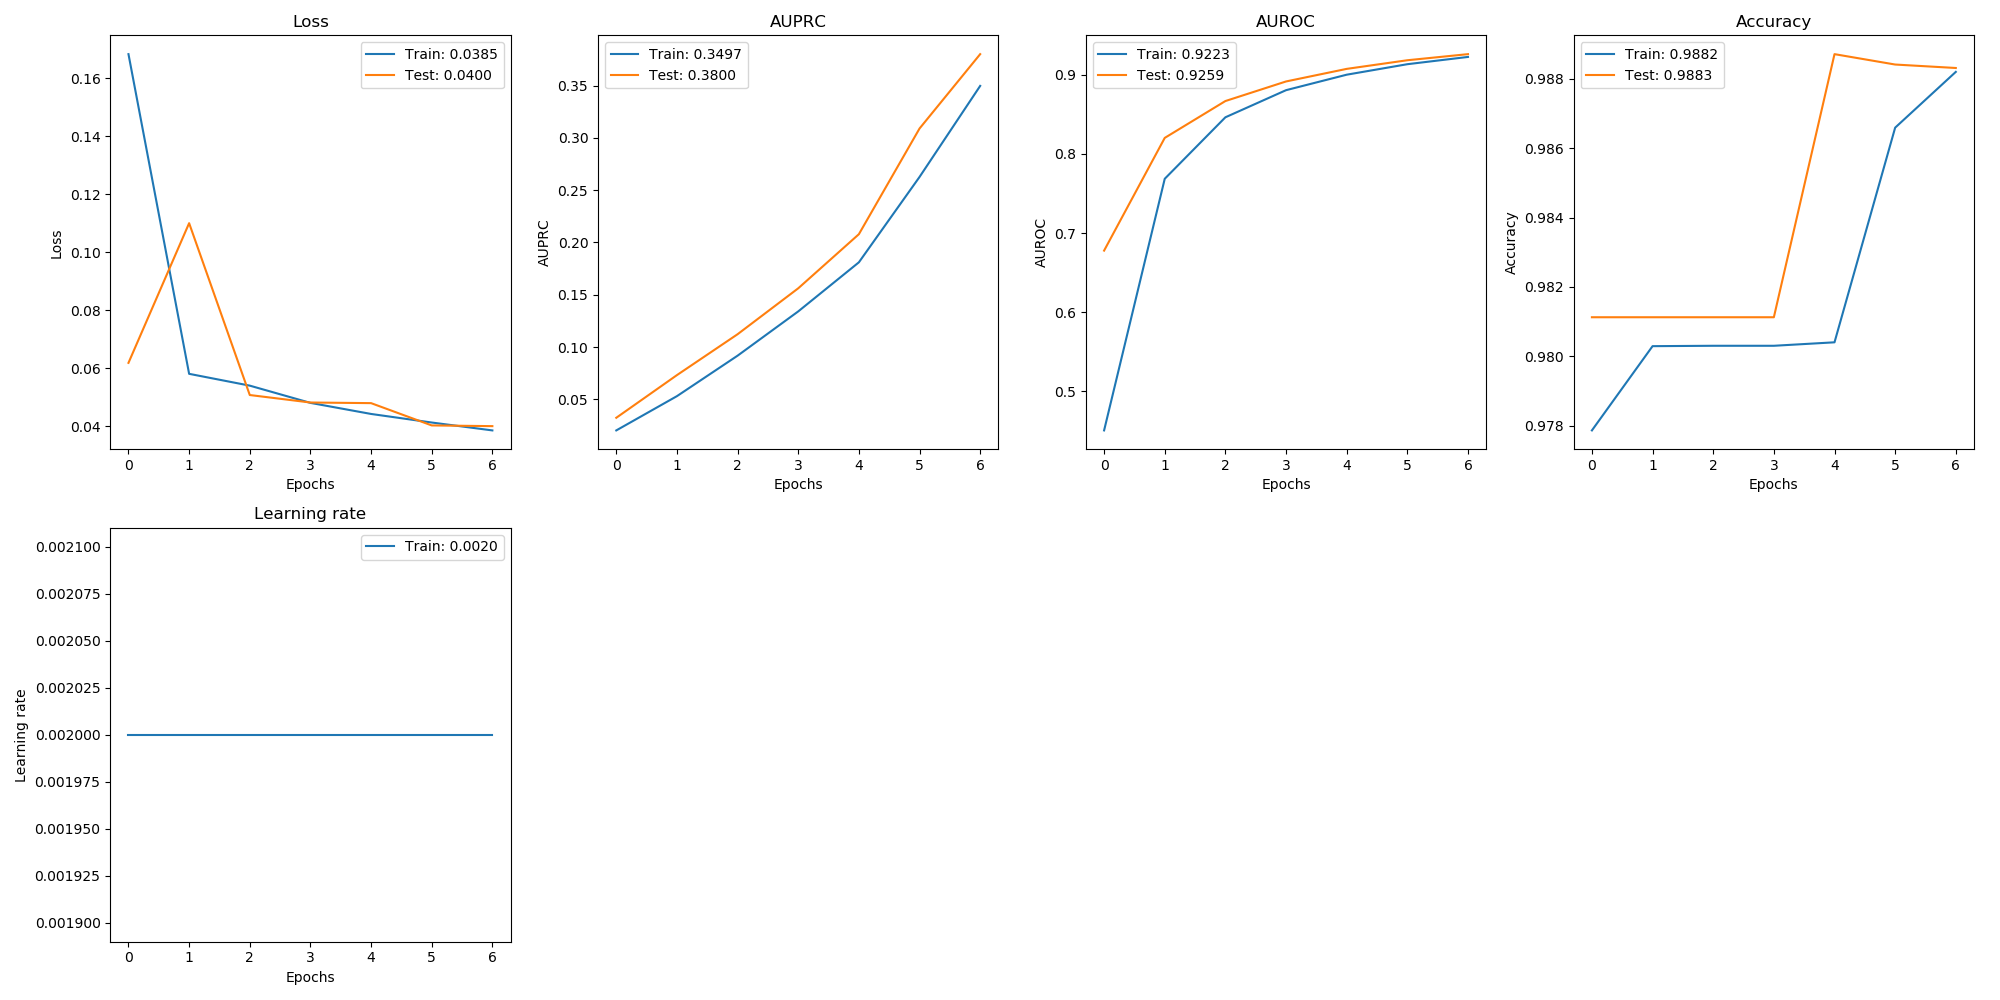 Loss
Train: 0.0385
Test: 0.0400
0.16
0.14
0.12
0.10
0.08
0.06
0.04
Loss
0 1 2 3 4 5 6
Epochs
AUPRC
Train: 0.3497
Test: 0.3800
0.35
0.30
0.25
0.20
0.15
0.10
0.05
AUPRC
0 1 2 3 4 5 6
Epochs
AUROC
Train: 0.9223
Test: 0.9259
0.9
0.8
0.7
0.6
0.5
AUROC
0 1 2 3 4 5 6
Epochs
Accuracy
Train: 0.9882
Test: 0.9883
0.988
0.986
0.984
0.982
0.980
0.978
Accuracy
0 1 2 3 4 5 6
Epochs
Learning rate
Train: 0.0020
0.002100
0.002075
0.002050
0.002025
0.002000
0.001975
0.001950
0.001925
0.001900
Learning rate
0 1 2 3 4 5 6
Epochs